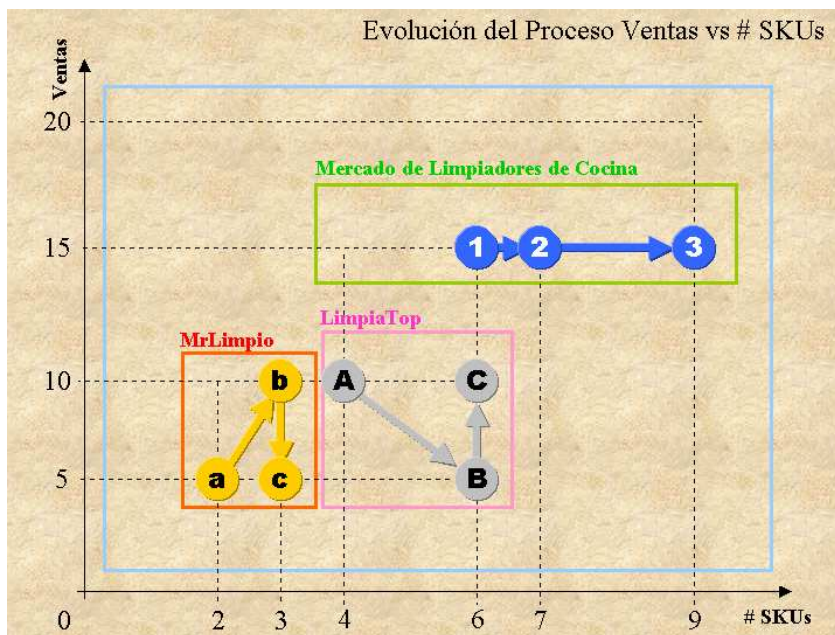 Evolución del Proceso Ventas vs # SKUs
Ventas
20
Mercado de Limpiadores de Cocina
15
1
2
3
LimpiaTop
MrLimpio
10
b
A
C
5
a
c
B
0
2
3
4
6
7
9
# SKUs